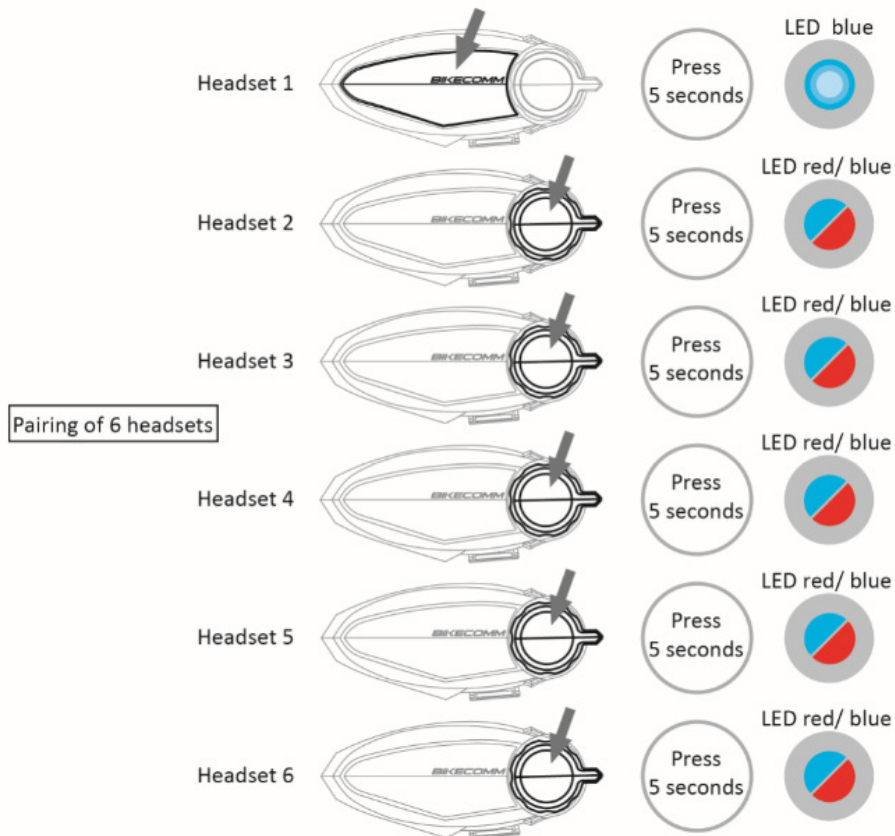 LED blue
Headset 1
BIKECOMM
Press
5 seconds
LED red/ blue
Headset 2
BIKECOMM
Press
5 seconds
LED red/ blue
Headset 3
BIKECOMM
Press
5 seconds
Pairing of 6 headsets
LED red/ blue
Headset 4
BIKECOMM
Press
5 seconds
LED red/ blue
Headset 5
BIKECOMM
Press
5 seconds
LED red/ blue
Headset 6
BIKECOMM
Press
5 seconds